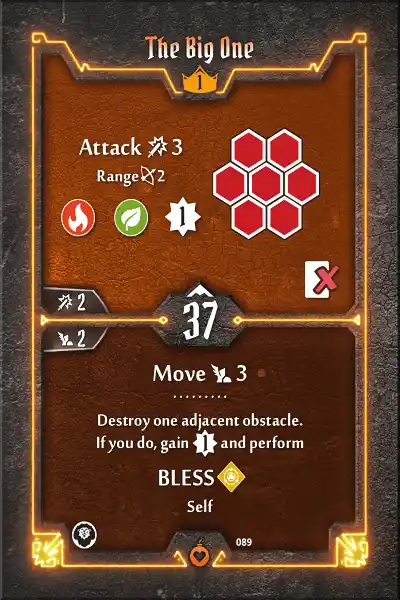 The Big One
1
Attack 3
Range 2
1
2
37
2
Move 3
Destroy one adjacent obstacle.
If you do, gain 1 and perform
BLESS
Self
089